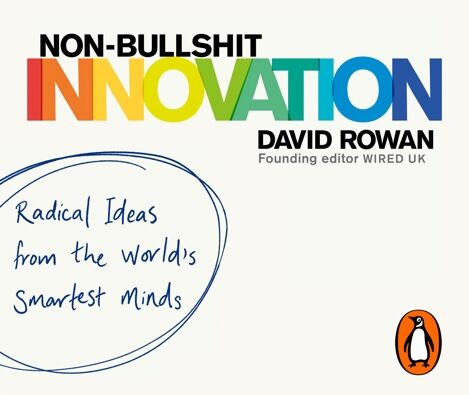 NON-BULLSHIT
INNOVATION
DAVID ROWAN
Founding editor WIRED UK
Radical Ideas
from the World's
Smartest Minds